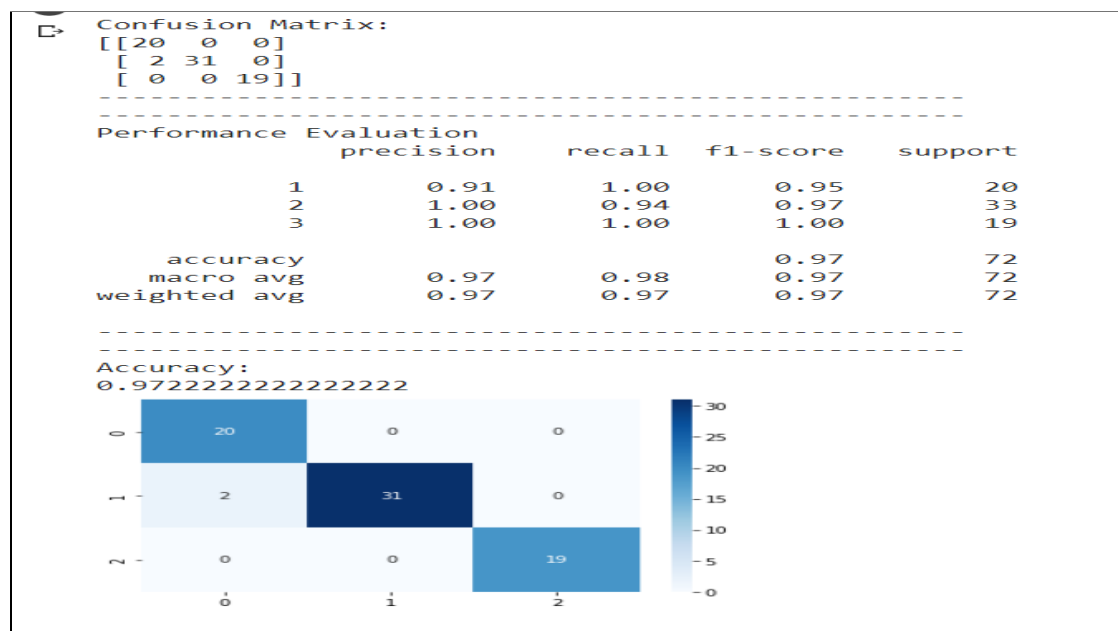 Confusion Matrix:
[[20 0 0]
[ 2 31 0]
[ 0 0 19]]
-----------------------------------------------------
-----------------------------------------------------
Performance Evaluation
precision recall f1-score support
1 0.91 1.00 0.95 20
2 1.00 0.94 0.97 33
3 1.00 1.00 1.00 19
accuracy 0.97 72
macro avg 0.97 0.98 0.97 72
weighted avg 0.97 0.97 0.97 72
-----------------------------------------------------
-----------------------------------------------------
Accuracy:
0.9722222222222222
0 20 0 0
1 2 31 0
2 0 0 19
0 1 2
30
25
20
15
10
5
0